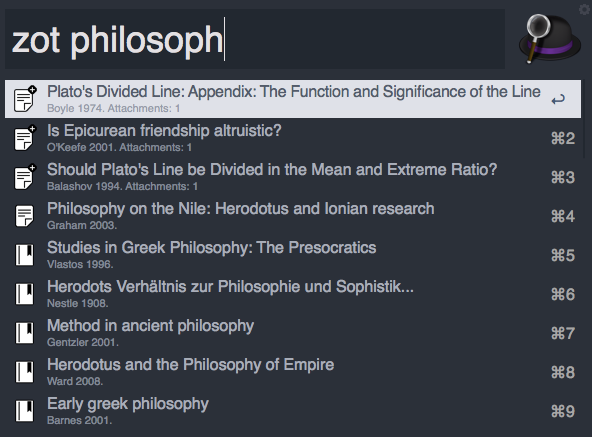 zot philosoph
Plato's Divided Line: Appendix: The Function and Significance of the Line
Boyle 1974. Attachments: 1
Is Epicurean friendship altruistic?
O'Keefe 2001. Attachments: 1
⌘2
Should Plato's Line be Divided in the Mean and Extreme Ratio?
Balashov 1994. Attachments: 1
⌘3
Philosophy on the Nile: Herodotus and Ionian research
Graham 2003.
⌘4
Studies in Greek Philosophy: The Presocratics
Vlastos 1996.
⌘5
Herodots Verhältnis zur Philosophie und Sophistik...
Nestle 1908.
⌘6
Method in ancient philosophy
Gentzler 2001.
⌘7
Herodotus and the Philosophy of Empire
Ward 2008.
⌘8
Early greek philosophy
Barnes 2001.
⌘9